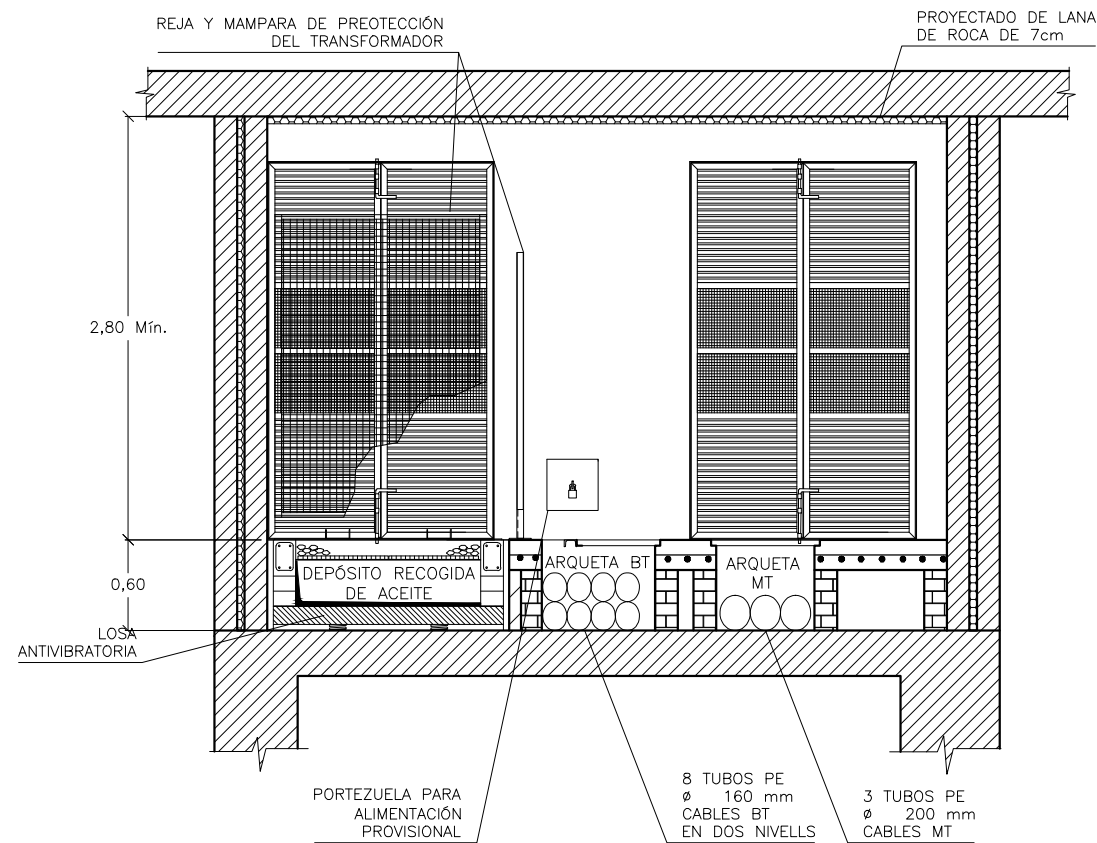 REJA Y MAMPARA DE PREOTECCIÓN
DEL TRANSFORMADOR
PROYECTADO DE LANA
DE ROCA DE 7cm
2,80 Mín.
0,60
DEPÓSITO RECOGIDA
DE ACEITE
ARQUETA BT
ARQUETA
MT
LOSA
ANTIVIBRATORIA
PORTEZUELA PARA
ALIMENTACIÓN
PROVISIONAL
8 TUBOS PE
ø 160 mm
CABLES BT
EN DOS NIVELLS
3 TUBOS PE
ø 200 mm
CABLES MT